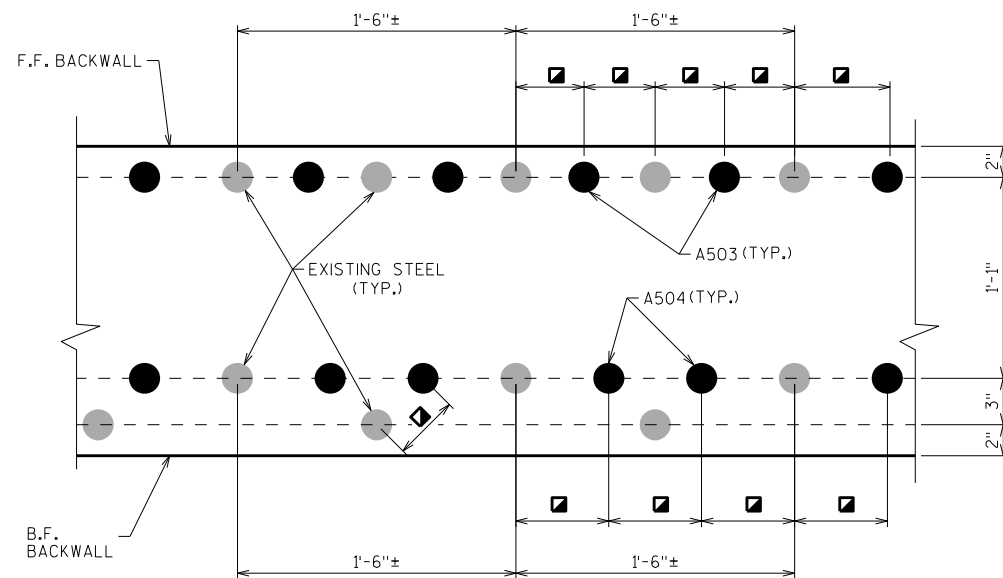 1'-6"± 1'-6"±
F.F. BACKWALL
2"
A503 (TYP.)
EXISTING STEEL
(TYP.)
1'-1"
A504 (TYP.)
3"
2"
B.F.
BACKWALL
1'-6"± 1'-6"±